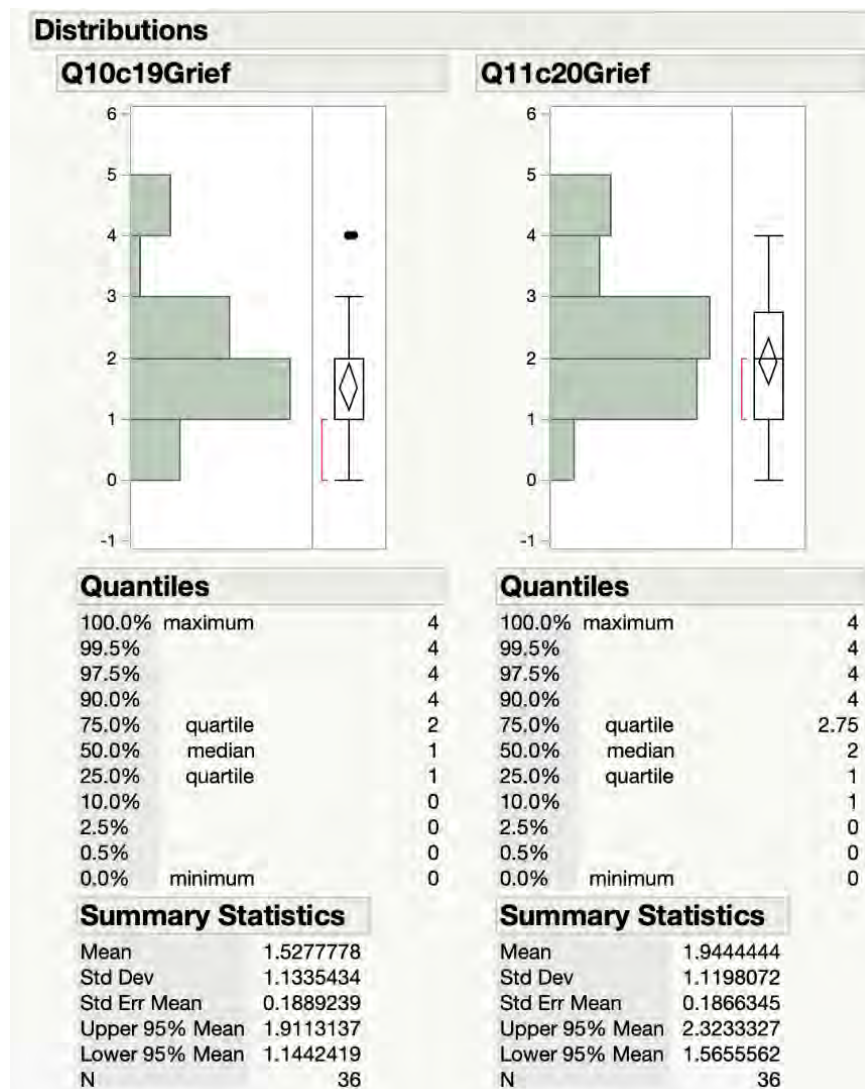 Distributions
Q10c19Grief
6
5
4
3
2
1
0
-1
Quantiles
100.0% maximum 4
99.5% 4
97.5% 4
90.0% 4
75.0% quartile 2
50.0% median 1
25.0% quartile 1
10.0% 0
2.5% 0
0.5% 0
0.0% minimum 0
Summary Statistics
Mean 1.5277778
Std Dev 1.1335434
Std Err Mean 0.1889239
Upper 95% Mean 1.9113137
Lower 95% Mean 1.1442419
N 36
Q11c20Grief
6
5
4
3
2
1
0
-1
Quantiles
100.0% maximum 4
99.5% 4
97.5% 4
90.0% 4
75.0% quartile 2.75
50.0% median 2
25.0% quartile 1
10.0% 1
2.5% 0
0.5% 0
0.0% minimum 0
Summary Statistics
Mean 1.9444444
Std Dev 1.1198072
Std Err Mean 0.1866345
Upper 95% Mean 2.3233327
Lower 95% Mean 1.5655562
N 36